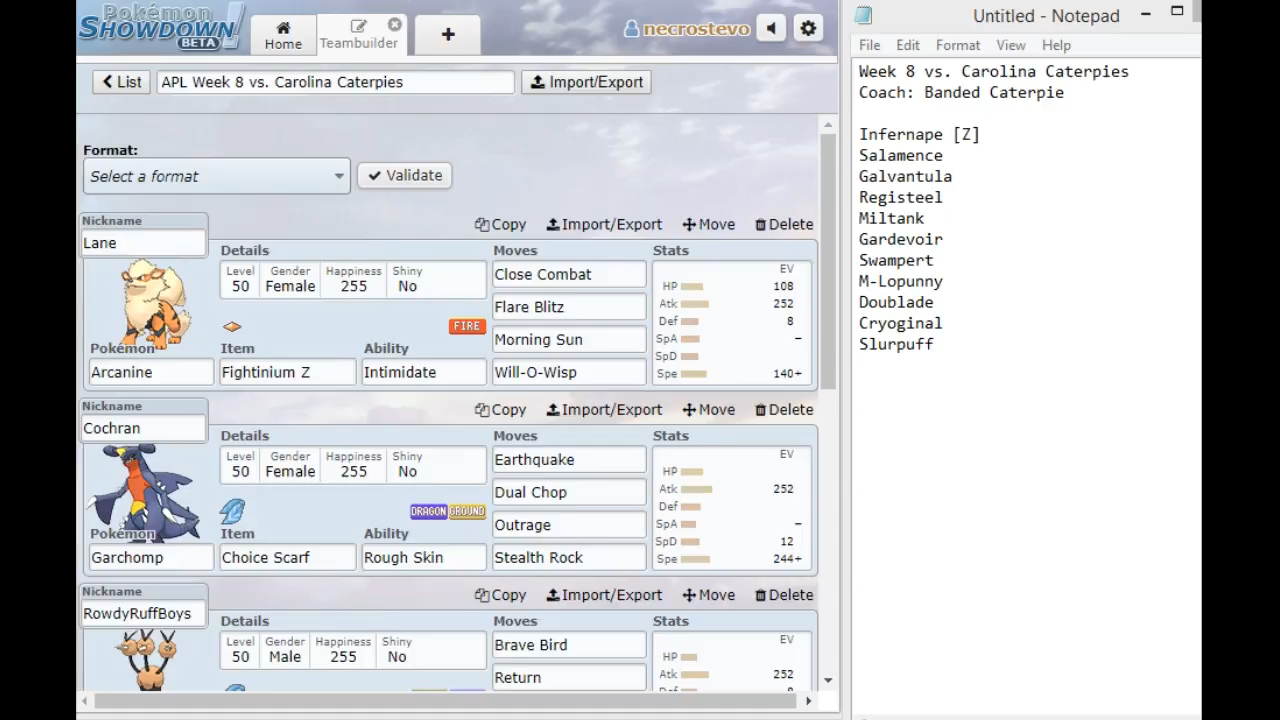 Pokémon
SHOWDOWN!
BETA
Home
Teambuilder
+
necrostevo
List
APL Week 8 vs. Carolina Caterpies
Import/Export
Format:
Select a format
Validate
Nickname
Lane
Copy Import/Export Move Delete
Details
Moves
Stats
Level Gender Happiness Shiny
50 Female 255 No
FIRE
Pokémon Item Ability
Arcanine Fightinium Z Intimidate
Close Combat
Flare Blitz
Morning Sun
Will-O-Wisp
EV
HP 108
Atk 252
Def 8
SpA –
SpD
Spe 140+
Nickname
Cochran
Copy Import/Export Move Delete
Details
Moves
Stats
Level Gender Happiness Shiny
50 Female 255 No
DRAGON GROUND
Pokémon Item Ability
Garchomp Choice Scarf Rough Skin
Earthquake
Dual Chop
Outrage
Stealth Rock
EV
HP
Atk 252
Def
SpA –
SpD 12
Spe 244+
Nickname
RowdyRuffBoys
Copy Import/Export Move Delete
Details
Moves
Stats
Level Gender Happiness Shiny
50 Male 255 No
Brave Bird
Return
EV
HP
Atk 252
Untitled - Notepad
File Edit Format View Help
Week 8 vs. Carolina Caterpies
Coach: Banded Caterpie
Infernape [Z]
Salamence
Galvantula
Registeel
Miltank
Gardevoir
Swampert
M-Lopunny
Doublade
Cryoginal
Slurpuff